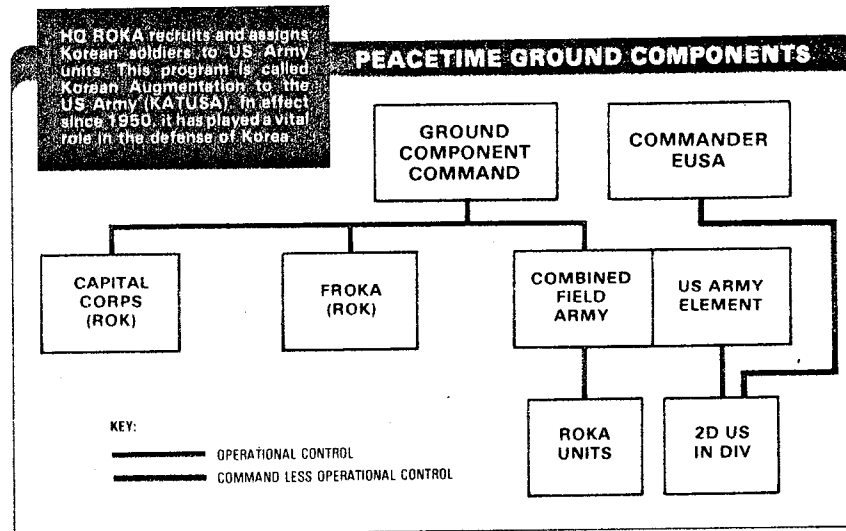 HQ ROKA recruits and assigns
Korean soldiers to US Army
units. This program is called
Korean Augmentation to the
US Army (KATUSA). In effect
since 1950, it has played a vital
role in the defense of Korea.
PEACETIME GROUND COMPONENTS
GROUND
COMPONENT
COMMAND
COMMANDER
EUSA
CAPITAL
CORPS
(ROK)
FROKA
(ROK)
COMBINED
FIELD
ARMY
US ARMY
ELEMENT
ROKA
UNITS
2D US
IN DIV
KEY:
OPERATIONAL CONTROL
COMMAND LESS OPERATIONAL CONTROL